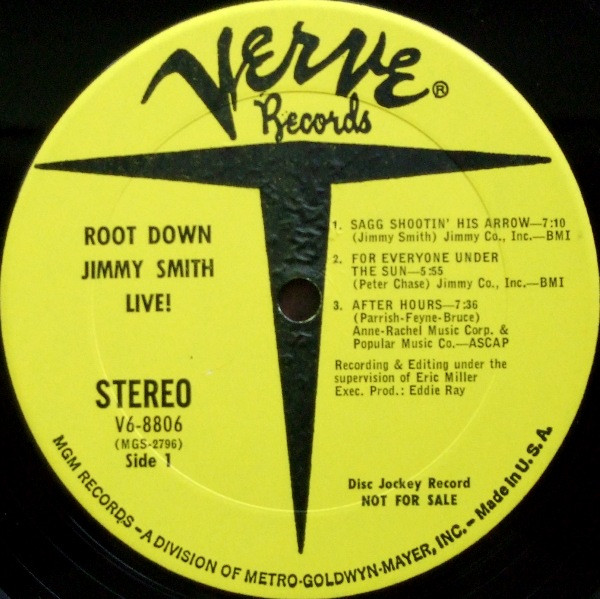 VERVE ®
Records
ROOT DOWN
JIMMY SMITH
LIVE!
1. SAGG SHOOTIN' HIS ARROW—7:10
(Jimmy Smith) Jimmy Co., Inc.—BMI
2. FOR EVERYONE UNDER
THE SUN—5:55
(Peter Chase) Jimmy Co., Inc.—BMI
3. AFTER HOURS—7:36
(Parrish-Feyne-Bruce)
Anne-Rachel Music Corp. &
Popular Music Co.—ASCAP
Recording & Editing under the
supervision of Eric Miller
Exec. Prod.: Eddie Ray
STEREO
V6-8806
(MGS-2796)
Side 1
Disc Jockey Record
NOT FOR SALE
MGM RECORDS – A DIVISION OF METRO-GOLDWYN-MAYER, INC. – Made in U.S.A.